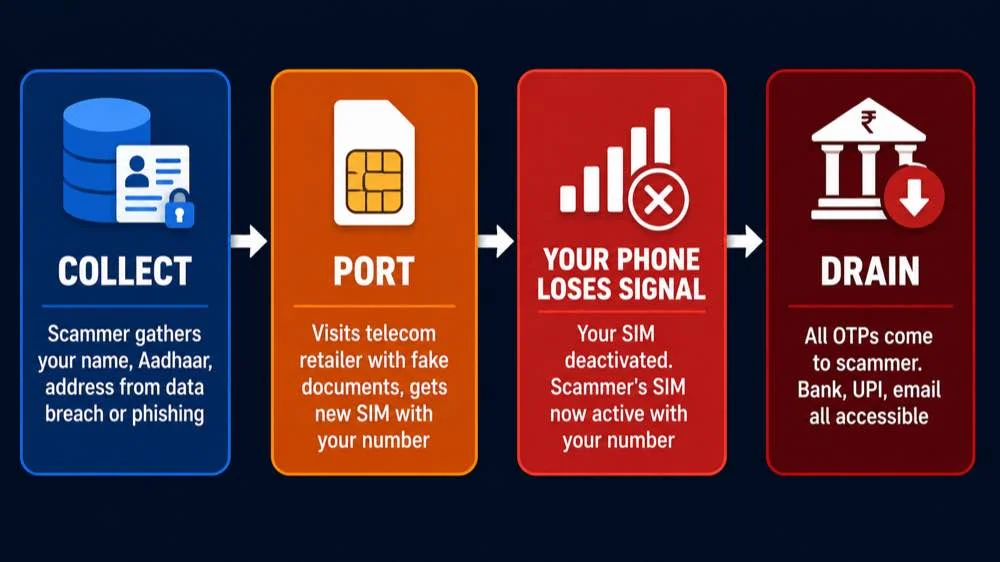 COLLECT
Scammer gathers
your name, Aadhaar,
address from data
breach or phishing
PORT
Visits telecom
retailer with fake
documents, gets
new SIM with
your number
YOUR PHONE
LOSES SIGNAL
Your SIM
deactivated.
Scammer's SIM
now active with
your number
₹
DRAIN
All OTPs come
to scammer.
Bank, UPI, email
all accessible